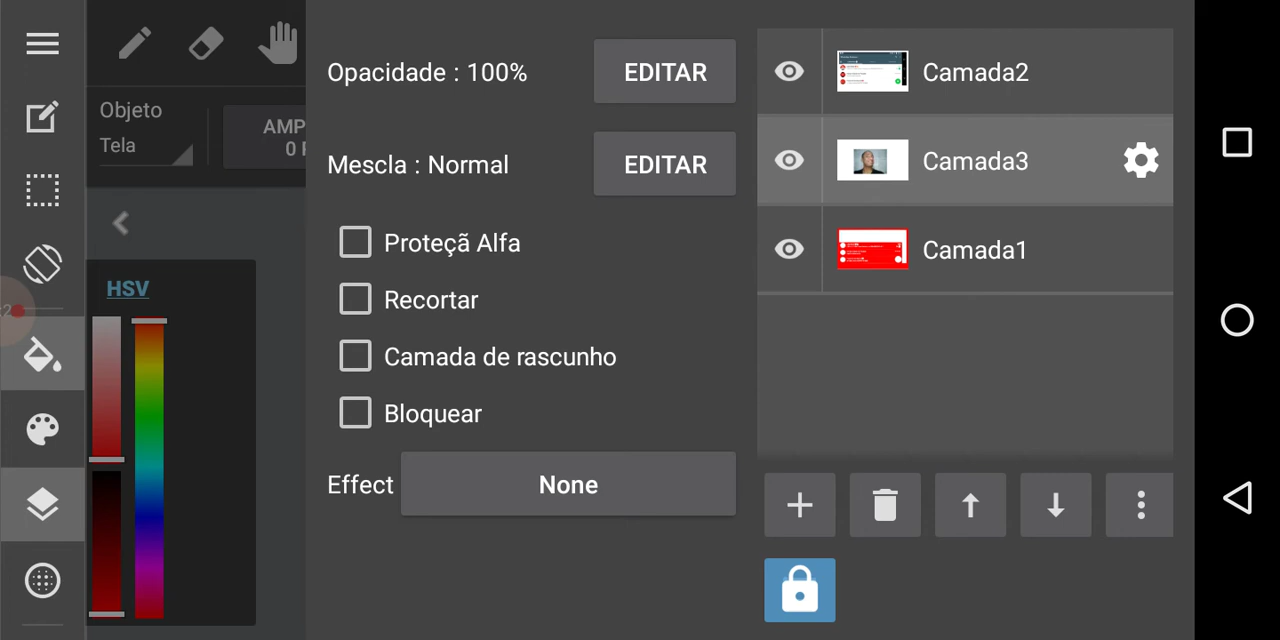 Objeto
Tela
AMP
0
HSV
Opacidade : 100%
EDITAR
Mescla : Normal
EDITAR
Proteçã Alfa
Recortar
Camada de rascunho
Bloquear
Effect
None
Camada2
Camada3
Camada1